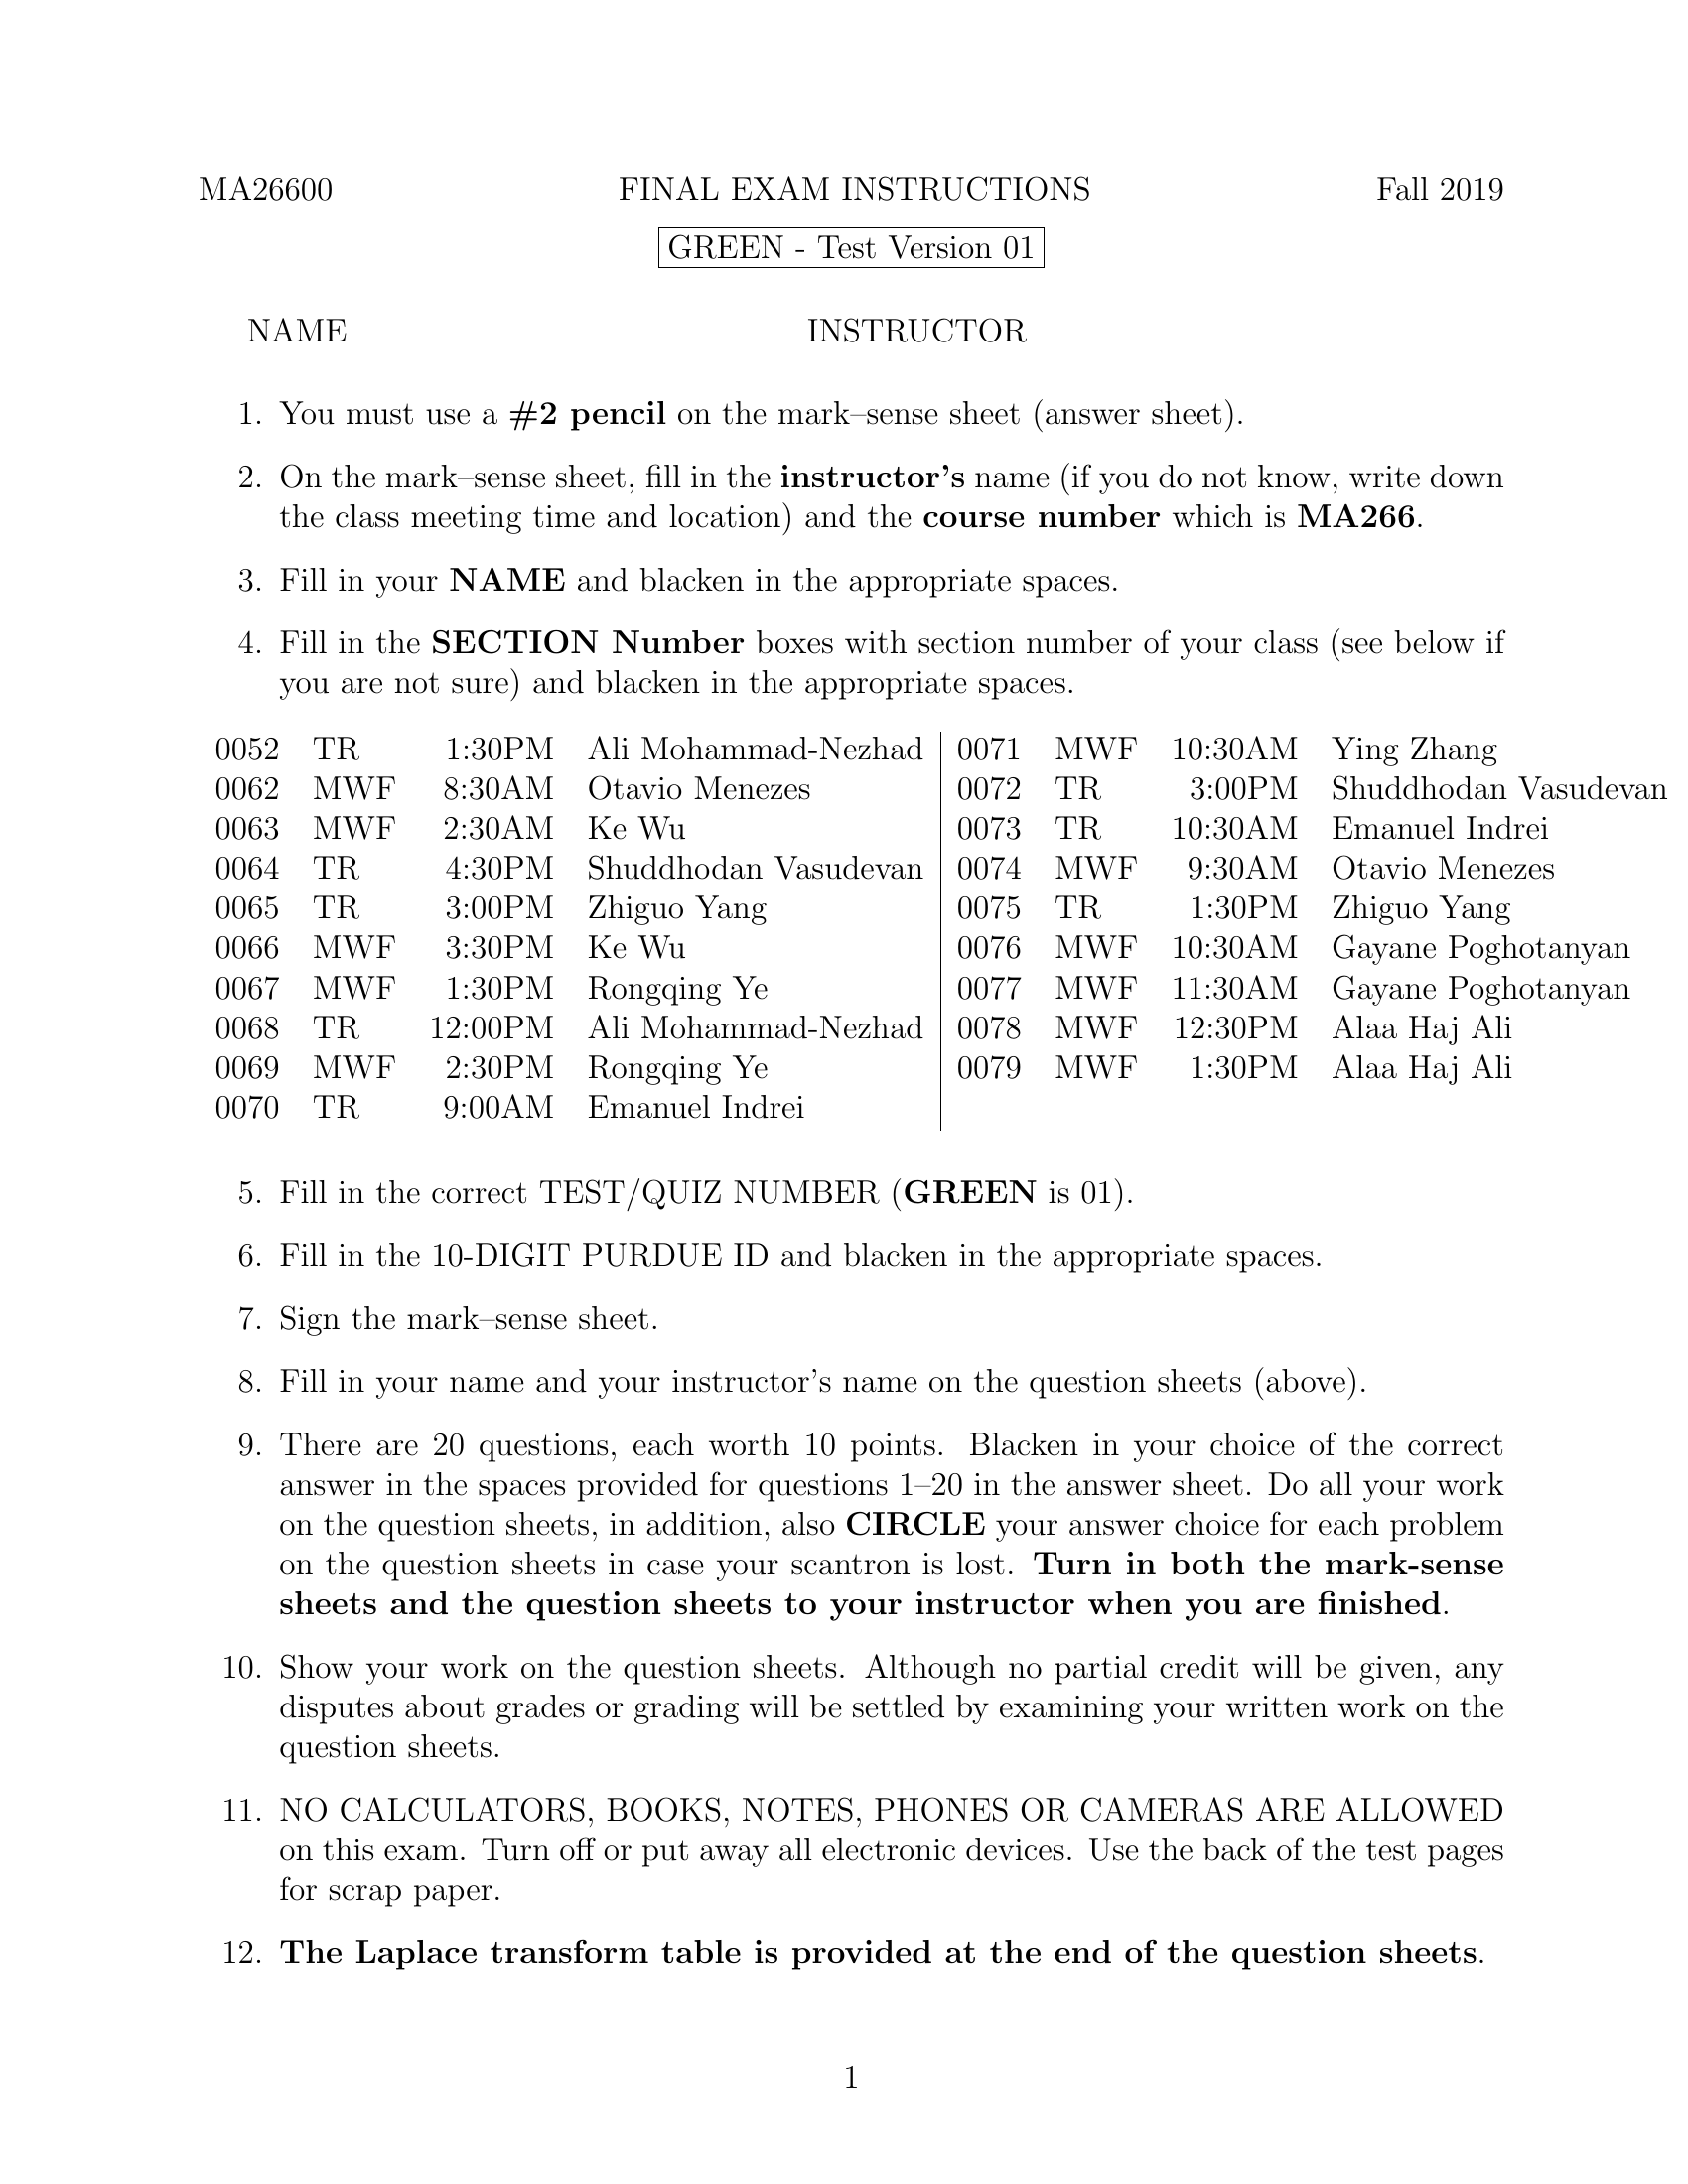 MA26600 FINAL EXAM INSTRUCTIONS Fall 2019
GREEN - Test Version 01
NAME INSTRUCTOR
1. You must use a #2 pencil on the mark–sense sheet (answer sheet).
2. On the mark–sense sheet, fill in the instructor's name (if you do not know, write down
the class meeting time and location) and the course number which is MA266.
3. Fill in your NAME and blacken in the appropriate spaces.
4. Fill in the SECTION Number boxes with section number of your class (see below if
you are not sure) and blacken in the appropriate spaces.
0052 TR 1:30PM Ali Mohammad-Nezhad 0071 MWF 10:30AM Ying Zhang
0062 MWF 8:30AM Otavio Menezes 0072 TR 3:00PM Shuddhodan Vasudevan
0063 MWF 2:30AM Ke Wu 0073 TR 10:30AM Emanuel Indrei
0064 TR 4:30PM Shuddhodan Vasudevan 0074 MWF 9:30AM Otavio Menezes
0065 TR 3:00PM Zhiguo Yang 0075 TR 1:30PM Zhiguo Yang
0066 MWF 3:30PM Ke Wu 0076 MWF 10:30AM Gayane Poghotanyan
0067 MWF 1:30PM Rongqing Ye 0077 MWF 11:30AM Gayane Poghotanyan
0068 TR 12:00PM Ali Mohammad-Nezhad 0078 MWF 12:30PM Alaa Haj Ali
0069 MWF 2:30PM Rongqing Ye 0079 MWF 1:30PM Alaa Haj Ali
0070 TR 9:00AM Emanuel Indrei
5. Fill in the correct TEST/QUIZ NUMBER (GREEN is 01).
6. Fill in the 10-DIGIT PURDUE ID and blacken in the appropriate spaces.
7. Sign the mark–sense sheet.
8. Fill in your name and your instructor's name on the question sheets (above).
9. There are 20 questions, each worth 10 points. Blacken in your choice of the correct
answer in the spaces provided for questions 1–20 in the answer sheet. Do all your work
on the question sheets, in addition, also CIRCLE your answer choice for each problem
on the question sheets in case your scantron is lost. Turn in both the mark-sense
sheets and the question sheets to your instructor when you are finished.
10. Show your work on the question sheets. Although no partial credit will be given, any
disputes about grades or grading will be settled by examining your written work on the
question sheets.
11. NO CALCULATORS, BOOKS, NOTES, PHONES OR CAMERAS ARE ALLOWED
on this exam. Turn off or put away all electronic devices. Use the back of the test pages
for scrap paper.
12. The Laplace transform table is provided at the end of the question sheets.
1